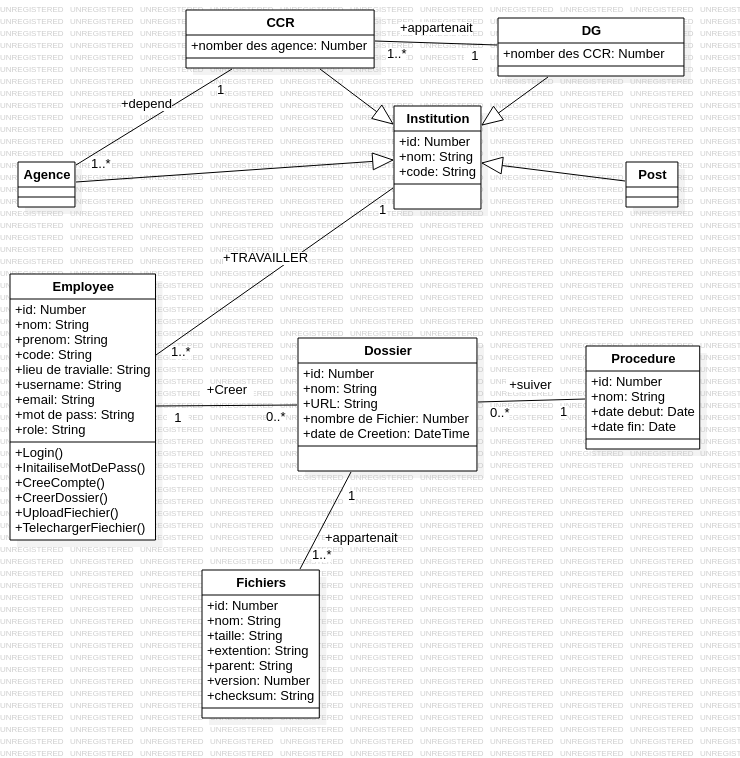 CCR
+nomber des agence: Number
+appartenait
1..*
1
DG
+nomber des CCR: Number
1
+depend
1..*
Institution
+id: Number
+nom: String
+code: String
Agence
Post
1
+TRAVAILLER
1..*
Employee
+id: Number
+nom: String
+prenom: String
+code: String
+lieu de travialle: String
+username: String
+email: String
+mot de pass: String
+role: String
+Login()
+InitailiseMotDePass()
+CreeCompte()
+CreerDossier()
+UploadFiechier()
+TelechargerFiechier()
+Creer
1
0..*
Dossier
+id: Number
+nom: String
+URL: String
+nombre de Fichier: Number
+date de Creetion: DateTime
+suiver
0..*
1
Procedure
+id: Number
+nom: String
+date debut: Date
+date fin: Date
1
+appartenait
1..*
Fichiers
+id: Number
+nom: String
+taille: String
+extention: String
+parent: String
+version: Number
+checksum: String
UNREGISTERED